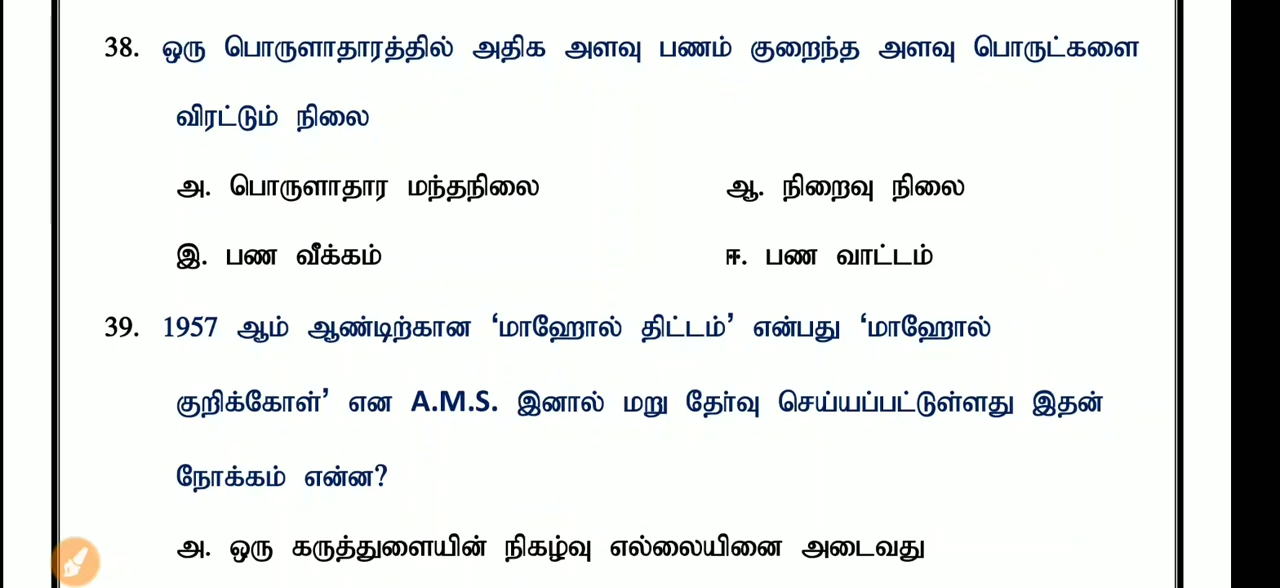 38. ஒரு பொருளாதாரத்தில் அதிக அளவு பணம் குறைந்த அளவு பொருட்களை
விரட்டும் நிலை
அ. பொருளாதார மந்தநிலை ஆ. நிறைவு நிலை
இ. பண வீக்கம் ஈ. பண வாட்டம்
39. 1957 ஆம் ஆண்டிற்கான ‘மாஹோல் திட்டம்’ என்பது ‘மாஹோல்
குறிக்கோள்’ என A.M.S. இனால் மறு தேர்வு செய்யப்பட்டுள்ளது இதன்
நோக்கம் என்ன?
அ. ஒரு கருத்துளையின் நிகழ்வு எல்லையினை அடைவது